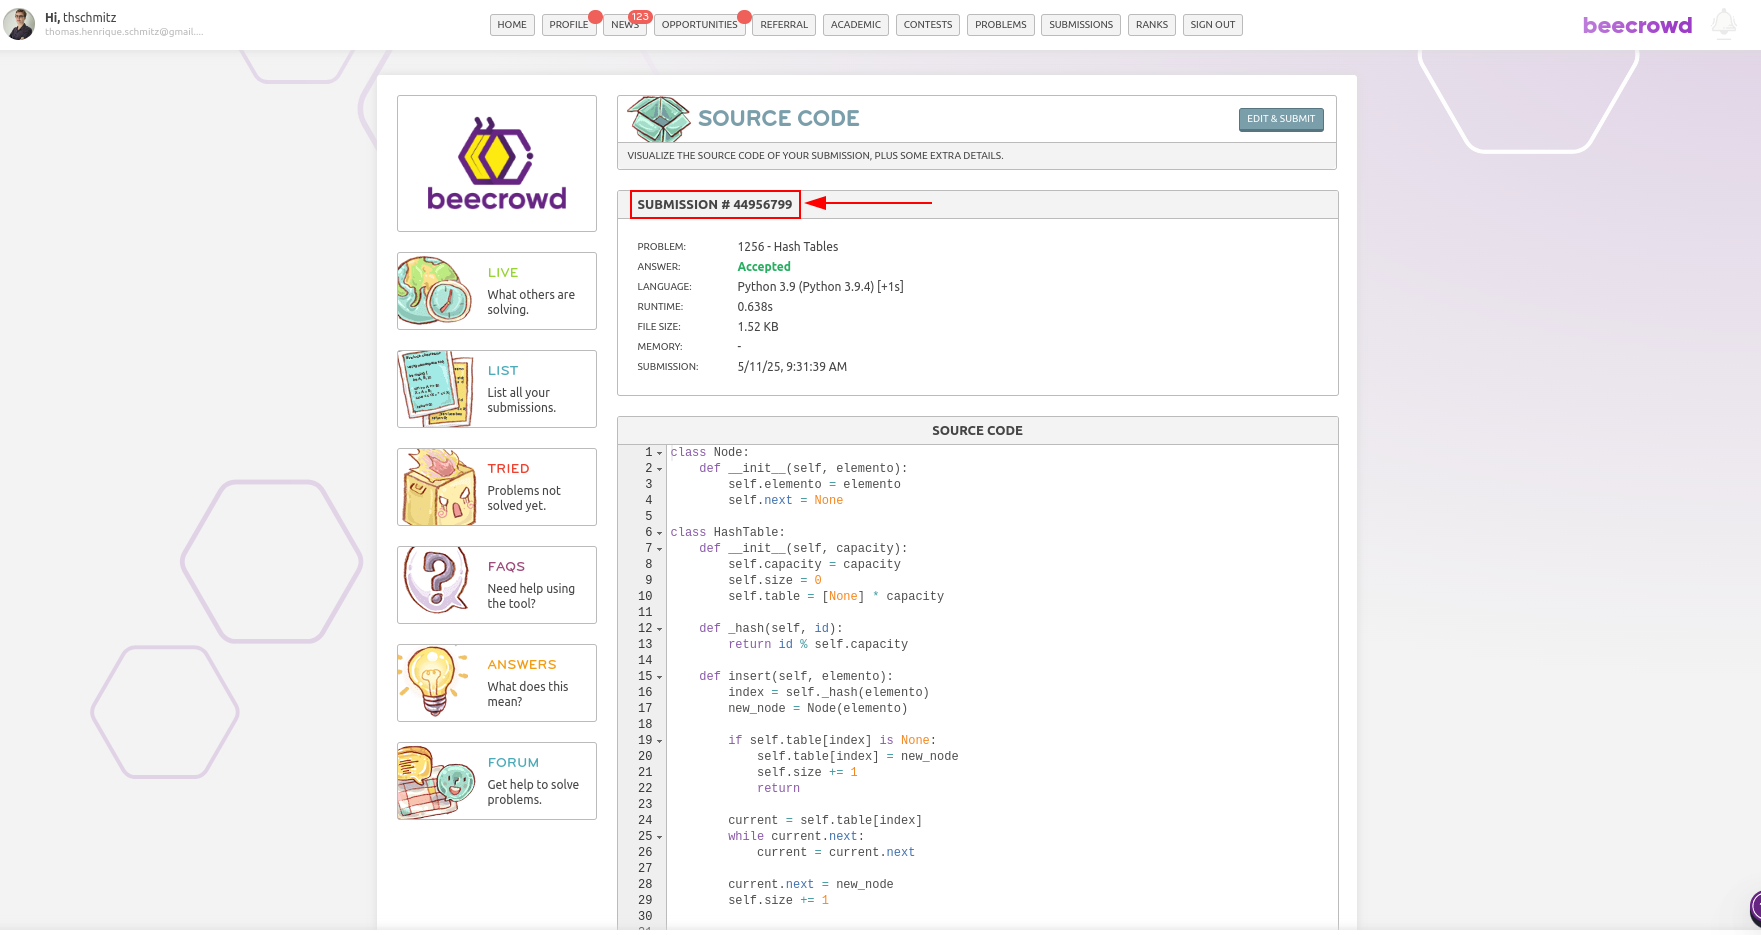 Hi, thschmitz
thomas.henrique.schmitz@gmail....
HOME PROFILE NEWS 123 OPPORTUNITIES REFERRAL ACADEMIC CONTESTS PROBLEMS SUBMISSIONS RANKS SIGN OUT
beecrowd
beecrowd
LIVE
What others are
solving.
LIST
List all your
submissions.
TRIED
Problems not
solved yet.
FAQS
Need help using
the tool?
ANSWERS
What does this
mean?
FORUM
Get help to solve
problems.
SOURCE CODE
EDIT & SUBMIT
VISUALIZE THE SOURCE CODE OF YOUR SUBMISSION, PLUS SOME EXTRA DETAILS.
SUBMISSION # 44956799
PROBLEM: 1256 - Hash Tables
ANSWER: Accepted
LANGUAGE: Python 3.9 (Python 3.9.4) [+1s]
RUNTIME: 0.638s
FILE SIZE: 1.52 KB
MEMORY: -
SUBMISSION: 5/11/25, 9:31:39 AM
SOURCE CODE
1 class Node:
2     def __init__(self, elemento):
3         self.elemento = elemento
4         self.next = None
5
6 class HashTable:
7     def __init__(self, capacity):
8         self.capacity = capacity
9         self.size = 0
10         self.table = [None] * capacity
11
12     def _hash(self, id):
13         return id % self.capacity
14
15     def insert(self, elemento):
16         index = self._hash(elemento)
17         new_node = Node(elemento)
18
19         if self.table[index] is None:
20             self.table[index] = new_node
21             self.size += 1
22             return
23
24         current = self.table[index]
25         while current.next:
26             current = current.next
27
28         current.next = new_node
29         self.size += 1
30